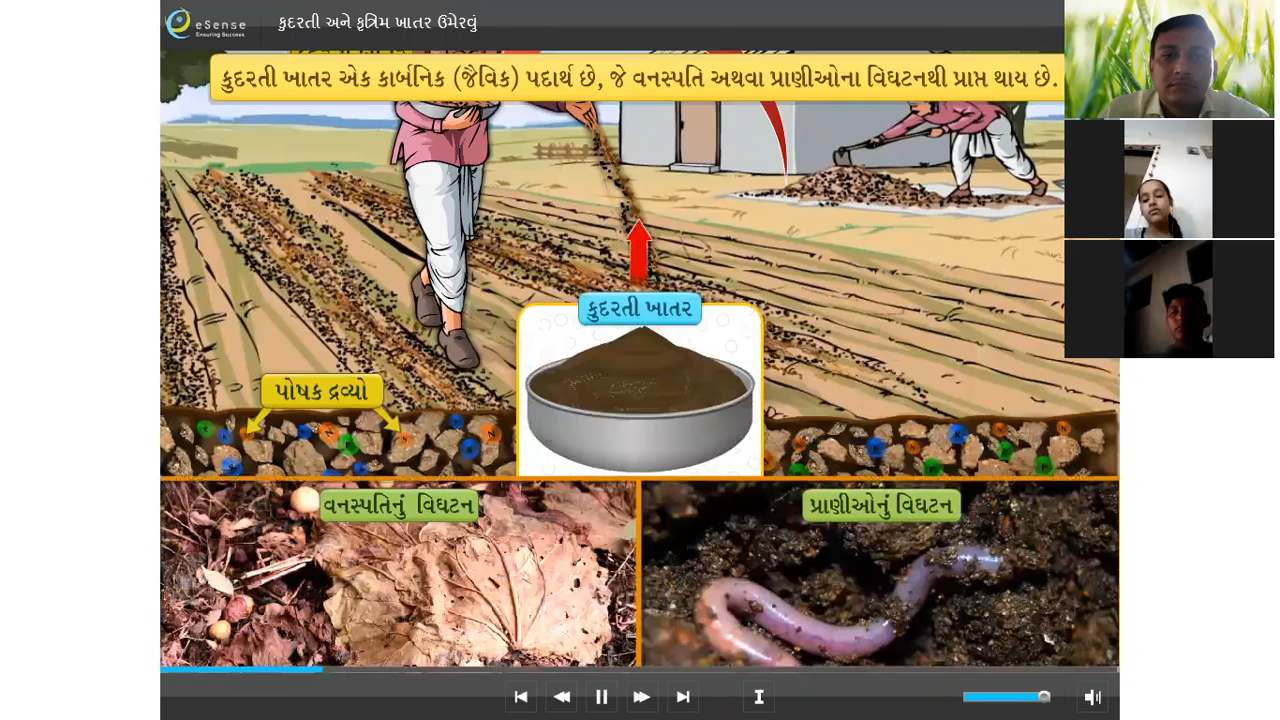 eSense
Ensuring Success
કુદરતી અને કૃત્રિમ ખાતર ઉમેરવું
કુદરતી ખાતર એક કાર્બનિક (જૈવિક) પદાર્થ છે, જે વનસ્પતિ અથવા પ્રાણીઓના વિઘટનથી પ્રાપ્ત થાય છે.
કુદરતી ખાતર
પોષક દ્રવ્યો
વનસ્પતિનું વિઘટન
પ્રાણીઓનું વિઘટન